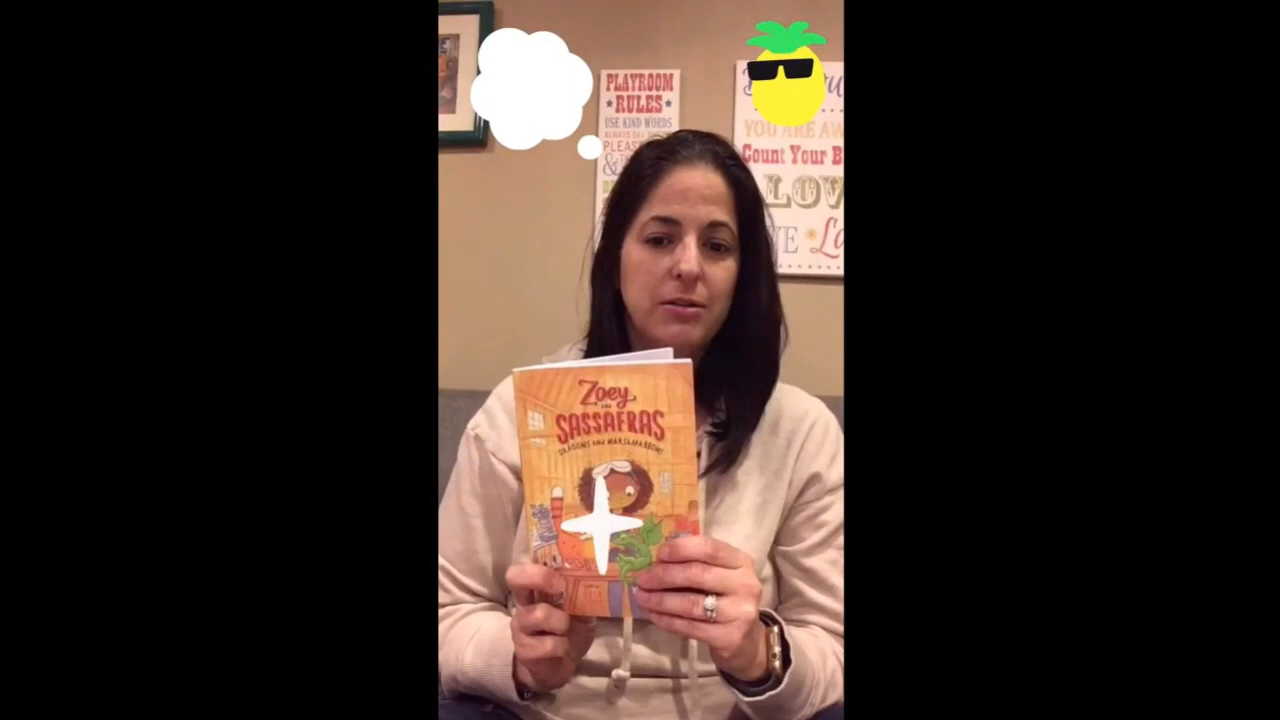 PLAYROOM
RULES
USE KIND WORDS
ALWAYS SAY
PLEASE
&
YOU ARE AW
Count Your B
LOV
Zoey
AND
SASSAFRAS
DRAGONS AND MARSHMALLOWS